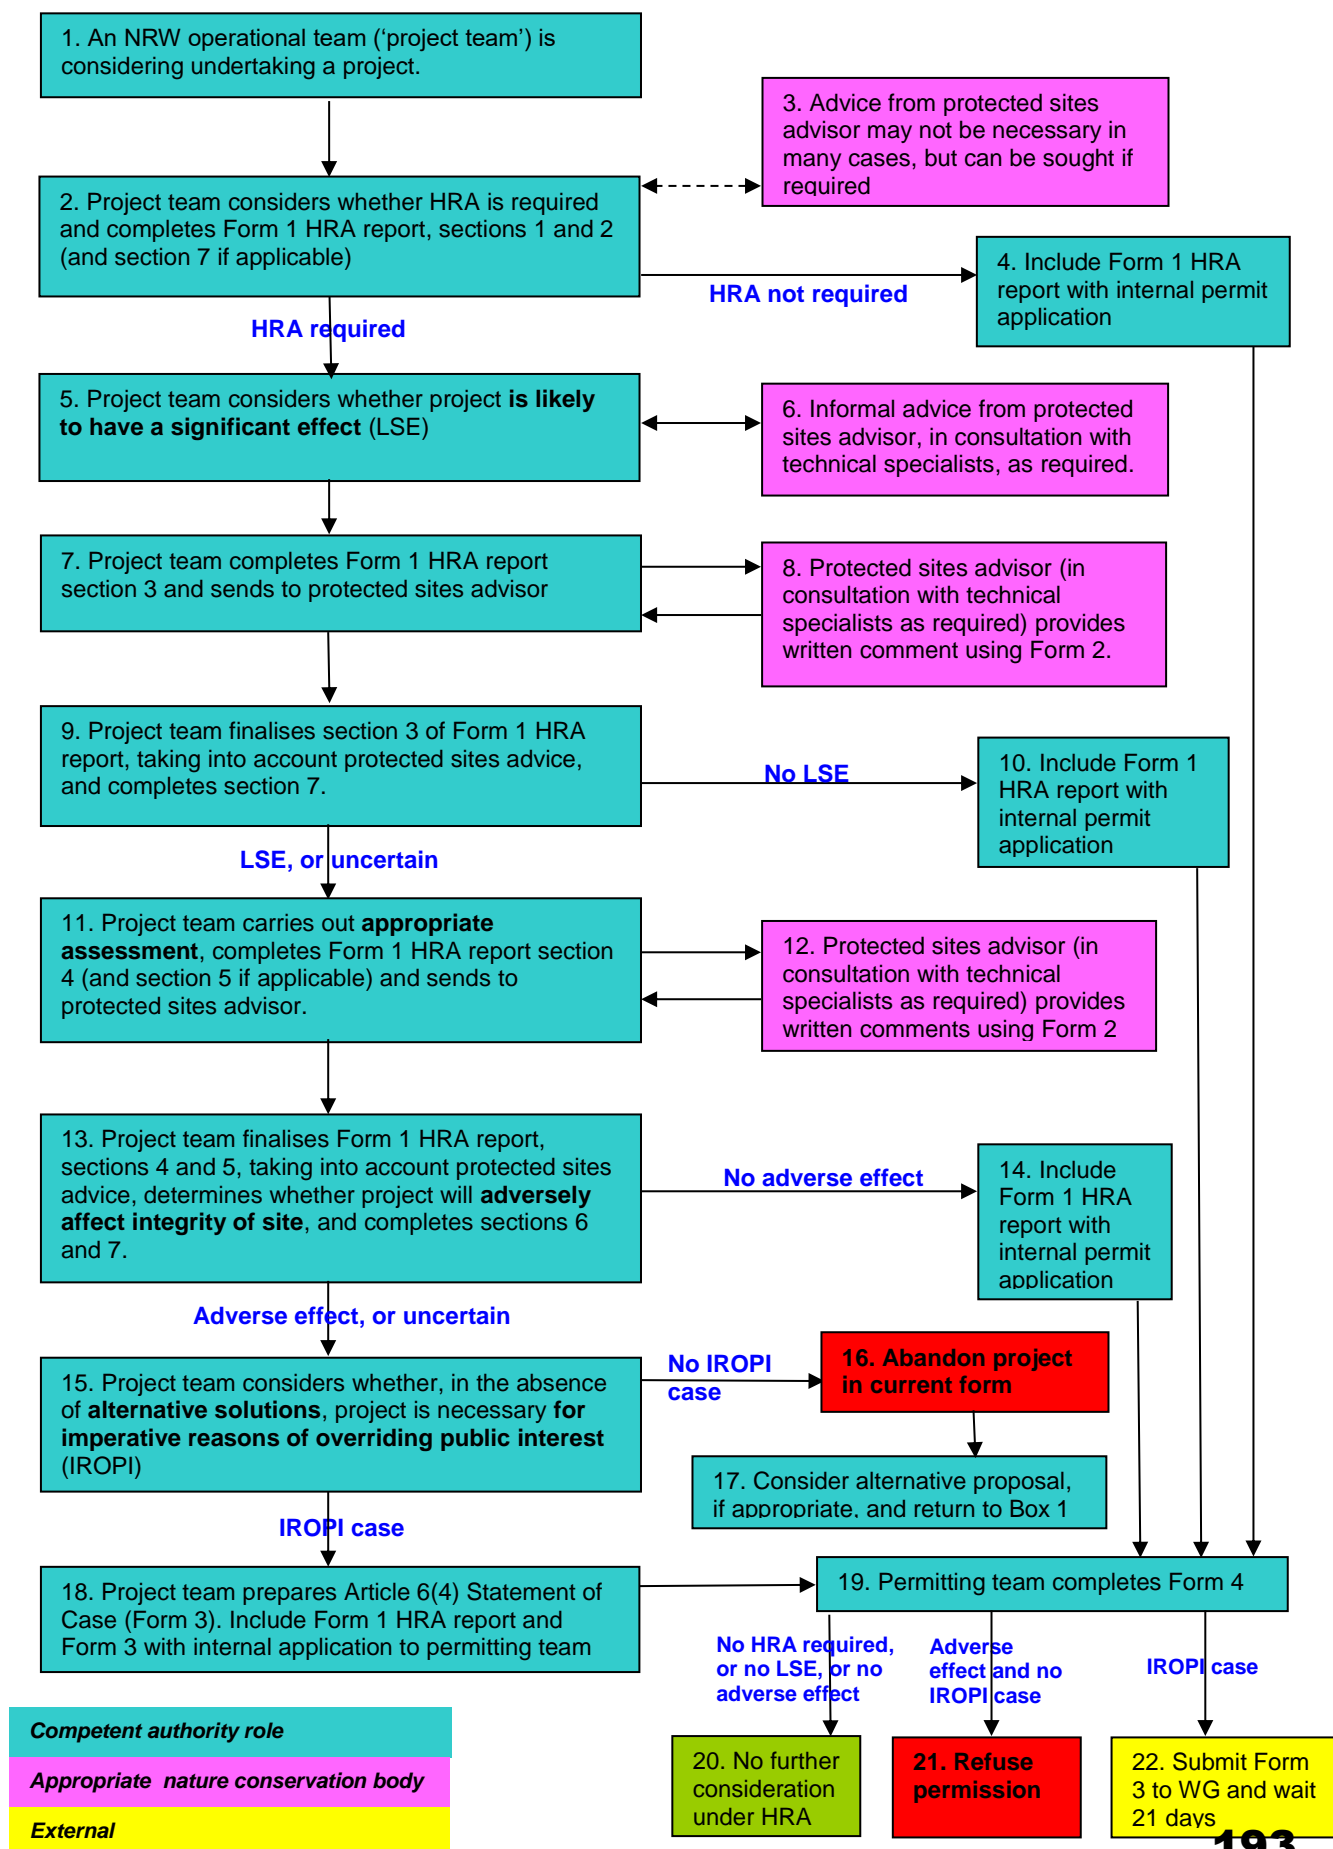 1. An NRW operational team (‘project team’) is
considering undertaking a project.
3. Advice from protected sites
advisor may not be necessary in
many cases, but can be sought if
required
2. Project team considers whether HRA is required
and completes Form 1 HRA report, sections 1 and 2
(and section 7 if applicable)
4. Include Form 1 HRA
report with internal permit
application
HRA not required
HRA required
5. Project team considers whether project is likely
to have a significant effect (LSE)
6. Informal advice from protected
sites advisor, in consultation with
technical specialists, as required.
7. Project team completes Form 1 HRA report
section 3 and sends to protected sites advisor
8. Protected sites advisor (in
consultation with technical
specialists as required) provides
written comment using Form 2.
9. Project team finalises section 3 of Form 1 HRA
report, taking into account protected sites advice,
and completes section 7.
No LSE
10. Include Form 1
HRA report with
internal permit
application
LSE, or uncertain
11. Project team carries out appropriate
assessment, completes Form 1 HRA report section
4 (and section 5 if applicable) and sends to
protected sites advisor.
12. Protected sites advisor (in
consultation with technical
specialists as required) provides
written comments using Form 2
13. Project team finalises Form 1 HRA report,
sections 4 and 5, taking into account protected sites
advice, determines whether project will adversely
affect integrity of site, and completes sections 6
and 7.
No adverse effect
14. Include
Form 1 HRA
report with
internal permit
application
Adverse effect, or uncertain
15. Project team considers whether, in the absence
of alternative solutions, project is necessary for
imperative reasons of overriding public interest
(IROPI)
No IROPI
case
16. Abandon project
in current form
17. Consider alternative proposal,
if appropriate, and return to Box 1
IROPI case
18. Project team prepares Article 6(4) Statement of
Case (Form 3). Include Form 1 HRA report and
Form 3 with internal application to permitting team
19. Permitting team completes Form 4
No HRA required,
or no LSE, or no
adverse effect
Adverse
effect and no
IROPI case
IROPI case
Competent authority role
Appropriate nature conservation body
External
20. No further
consideration
under HRA
21. Refuse
permission
22. Submit Form
3 to WG and wait
21 days
193